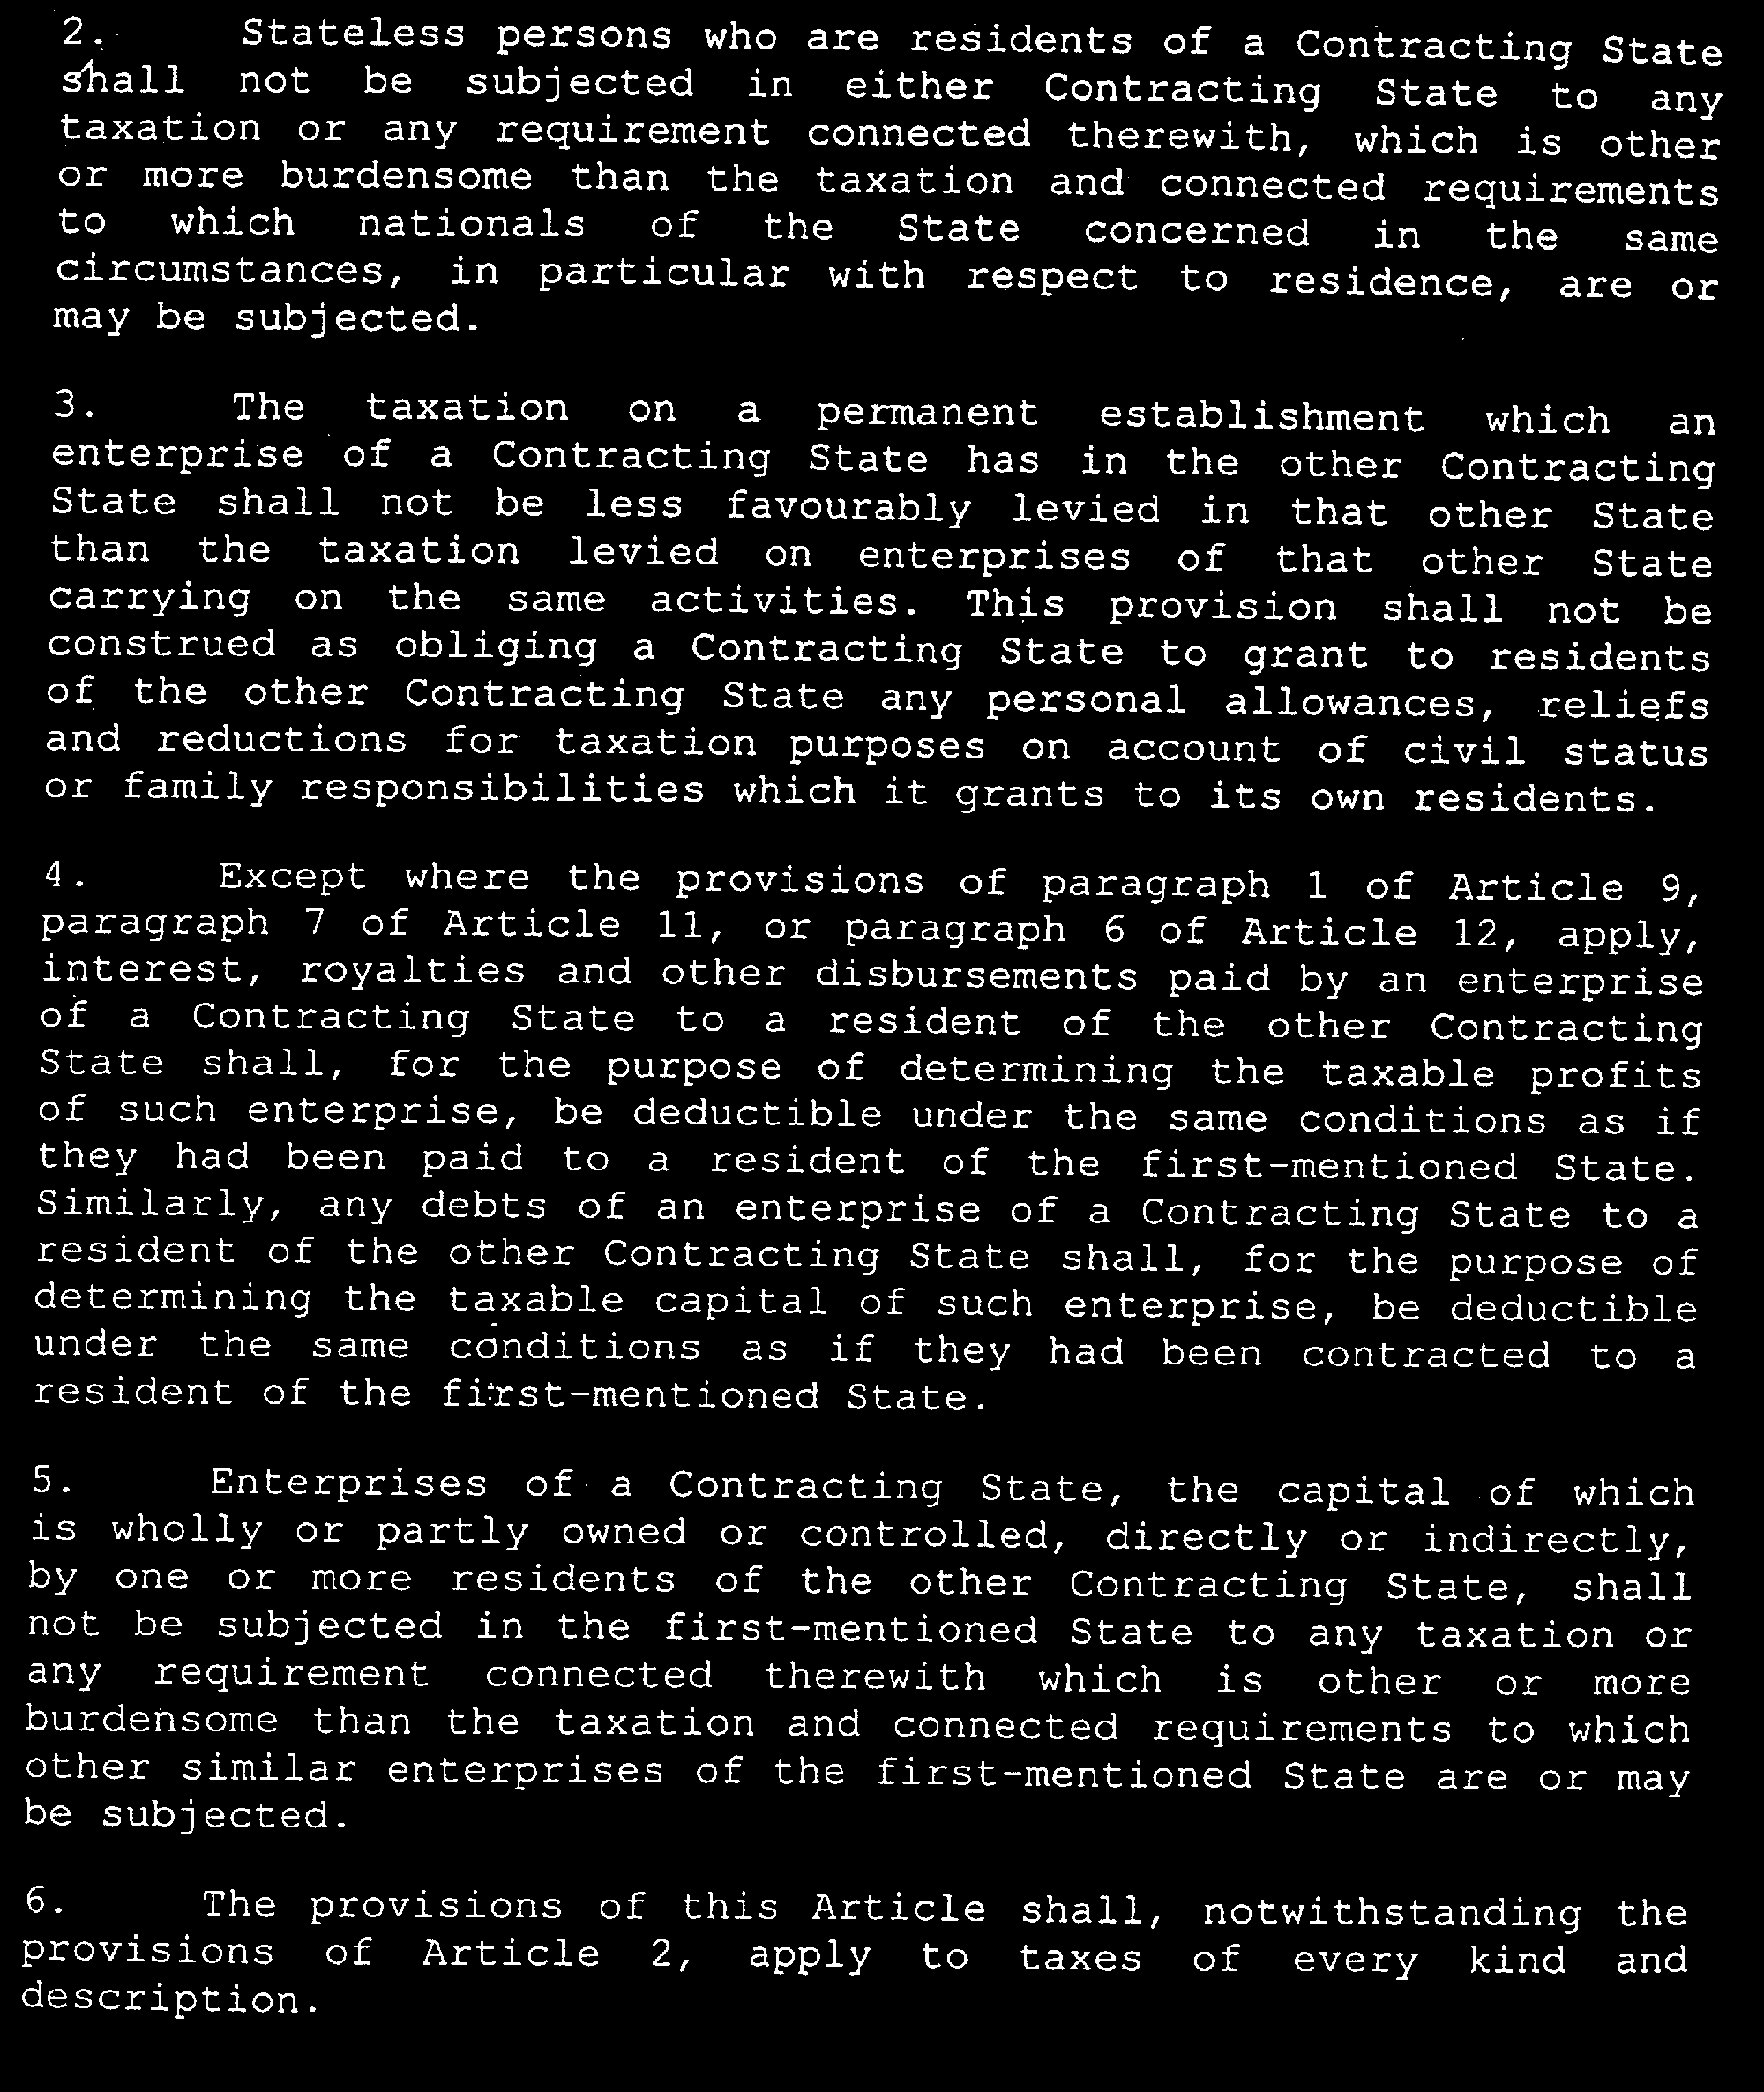 2. Stateless persons who are residents of a Contracting State
shall not be subjected in either Contracting State to any
taxation or any requirement connected therewith, which is other
or more burdensome than the taxation and connected requirements
to which nationals of the State concerned in the same
circumstances, in particular with respect to residence, are or
may be subjected.
3. The taxation on a permanent establishment which an
enterprise of a Contracting State has in the other Contracting
State shall not be less favourably levied in that other State
than the taxation levied on enterprises of that other State
carrying on the same activities. This provision shall not be
construed as obliging a Contracting State to grant to residents
of the other Contracting State any personal allowances, reliefs
and reductions for taxation purposes on account of civil status
or family responsibilities which it grants to its own residents.
4. Except where the provisions of paragraph 1 of Article 9,
paragraph 7 of Article 11, or paragraph 6 of Article 12, apply,
interest, royalties and other disbursements paid by an enterprise
of a Contracting State to a resident of the other Contracting
State shall, for the purpose of determining the taxable profits
of such enterprise, be deductible under the same conditions as if
they had been paid to a resident of the first-mentioned State.
Similarly, any debts of an enterprise of a Contracting State to a
resident of the other Contracting State shall, for the purpose of
determining the taxable capital of such enterprise, be deductible
under the same conditions as if they had been contracted to a
resident of the first-mentioned State.
5. Enterprises of a Contracting State, the capital of which
is wholly or partly owned or controlled, directly or indirectly,
by one or more residents of the other Contracting State, shall
not be subjected in the first-mentioned State to any taxation or
any requirement connected therewith which is other or more
burdensome than the taxation and connected requirements to which
other similar enterprises of the first-mentioned State are or may
be subjected.
6. The provisions of this Article shall, notwithstanding the
provisions of Article 2, apply to taxes of every kind and
description.